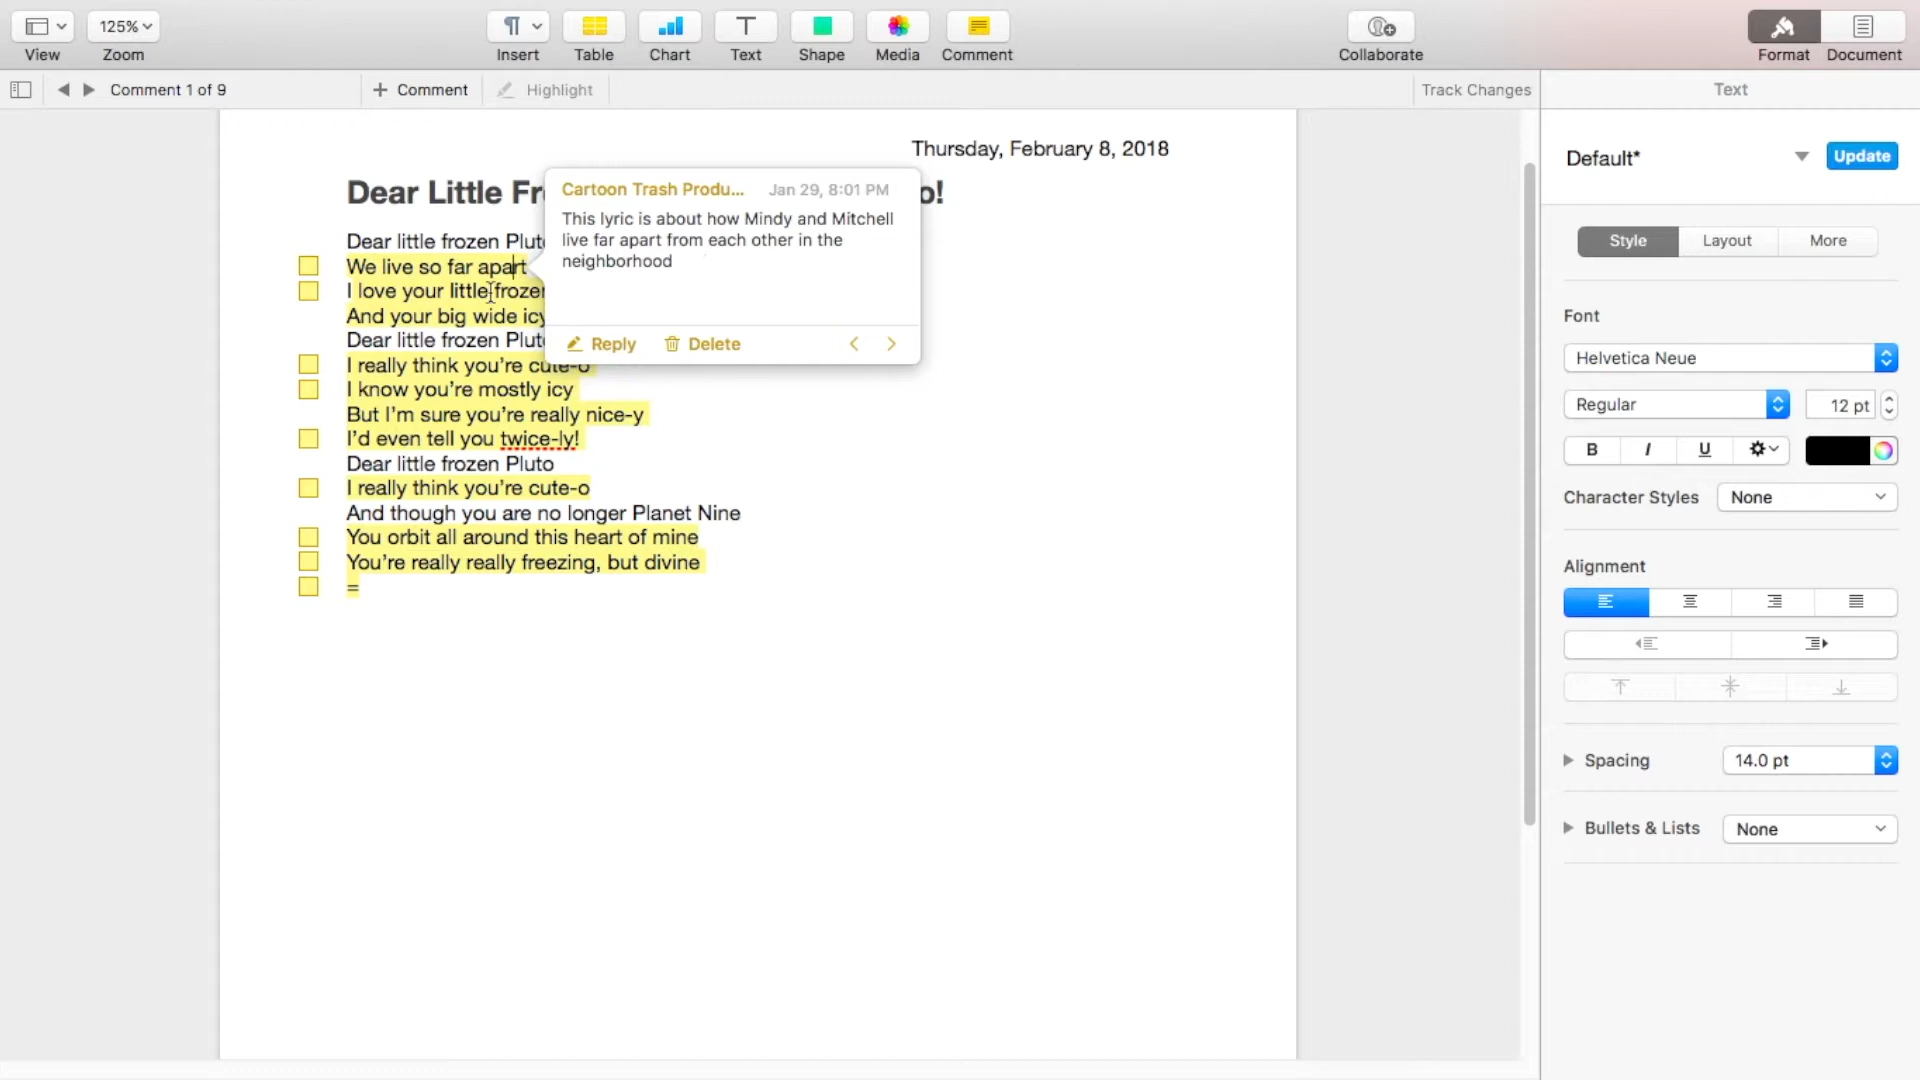 125%
View
Zoom
Insert
Table
Chart
Text
Shape
Media
Comment
Collaborate
Format
Document
Comment 1 of 9
+ Comment
Highlight
Track Changes
Text
Thursday, February 8, 2018
Dear Little Fr
o!
Cartoon Trash Produ... Jan 29, 8:01 PM
This lyric is about how Mindy and Mitchell
live far apart from each other in the
neighborhood
Reply
Delete
Dear little frozen Pluto
We live so far apart
I love your little frozen
And your big wide icy
Dear little frozen Pluto
I really think you're cute-o
I know you're mostly icy
But I'm sure you're really nice-y
I'd even tell you twice-ly!
Dear little frozen Pluto
I really think you're cute-o
And though you are no longer Planet Nine
You orbit all around this heart of mine
You're really really freezing, but divine
=
Default*
Update
Style
Layout
More
Font
Helvetica Neue
Regular
12 pt
B
I
U
Character Styles
None
Alignment
Spacing
14.0 pt
Bullets & Lists
None